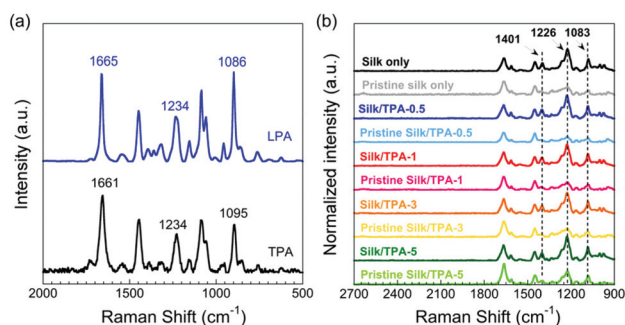 (a)
1665
1234
1086
LPA
1661
1234
1095
TPA
Intensity (a.u.)
2000
1500
1000
500
Raman Shift (cm⁻¹)
(b)
1401
1226
1083
Silk only
Pristine silk only
Silk/TPA-0.5
Pristine Silk/TPA-0.5
Silk/TPA-1
Pristine Silk/TPA-1
Silk/TPA-3
Pristine Silk/TPA-3
Silk/TPA-5
Pristine Silk/TPA-5
Normalized intensity (a.u.)
2700
2400
2100
1800
1500
1200
900
Raman Shift (cm⁻¹)